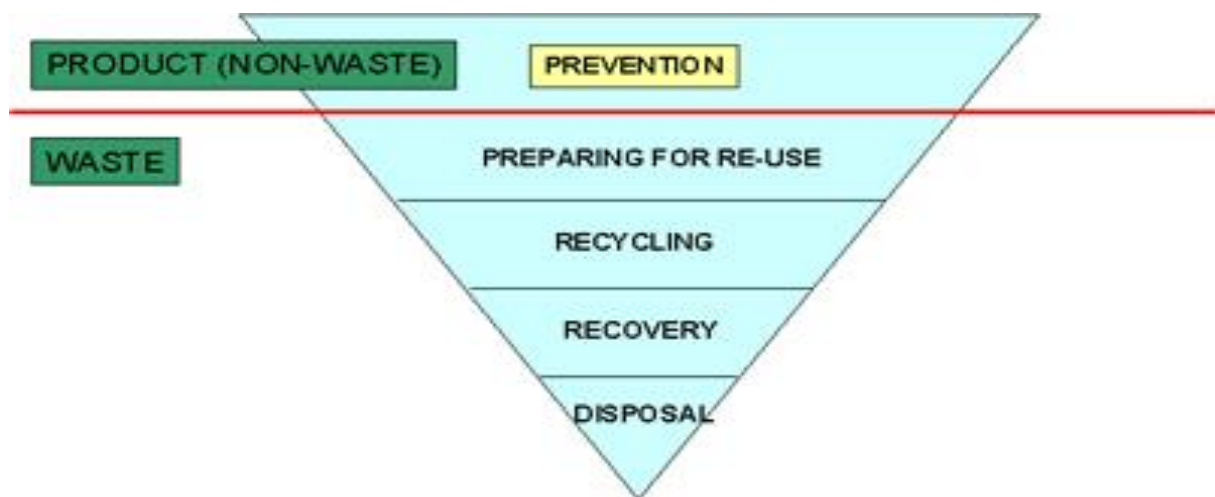 PRODUCT (NON-WASTE)
PREVENTION
WASTE
PREPARING FOR RE-USE
RECYCLING
RECOVERY
DISPOSAL